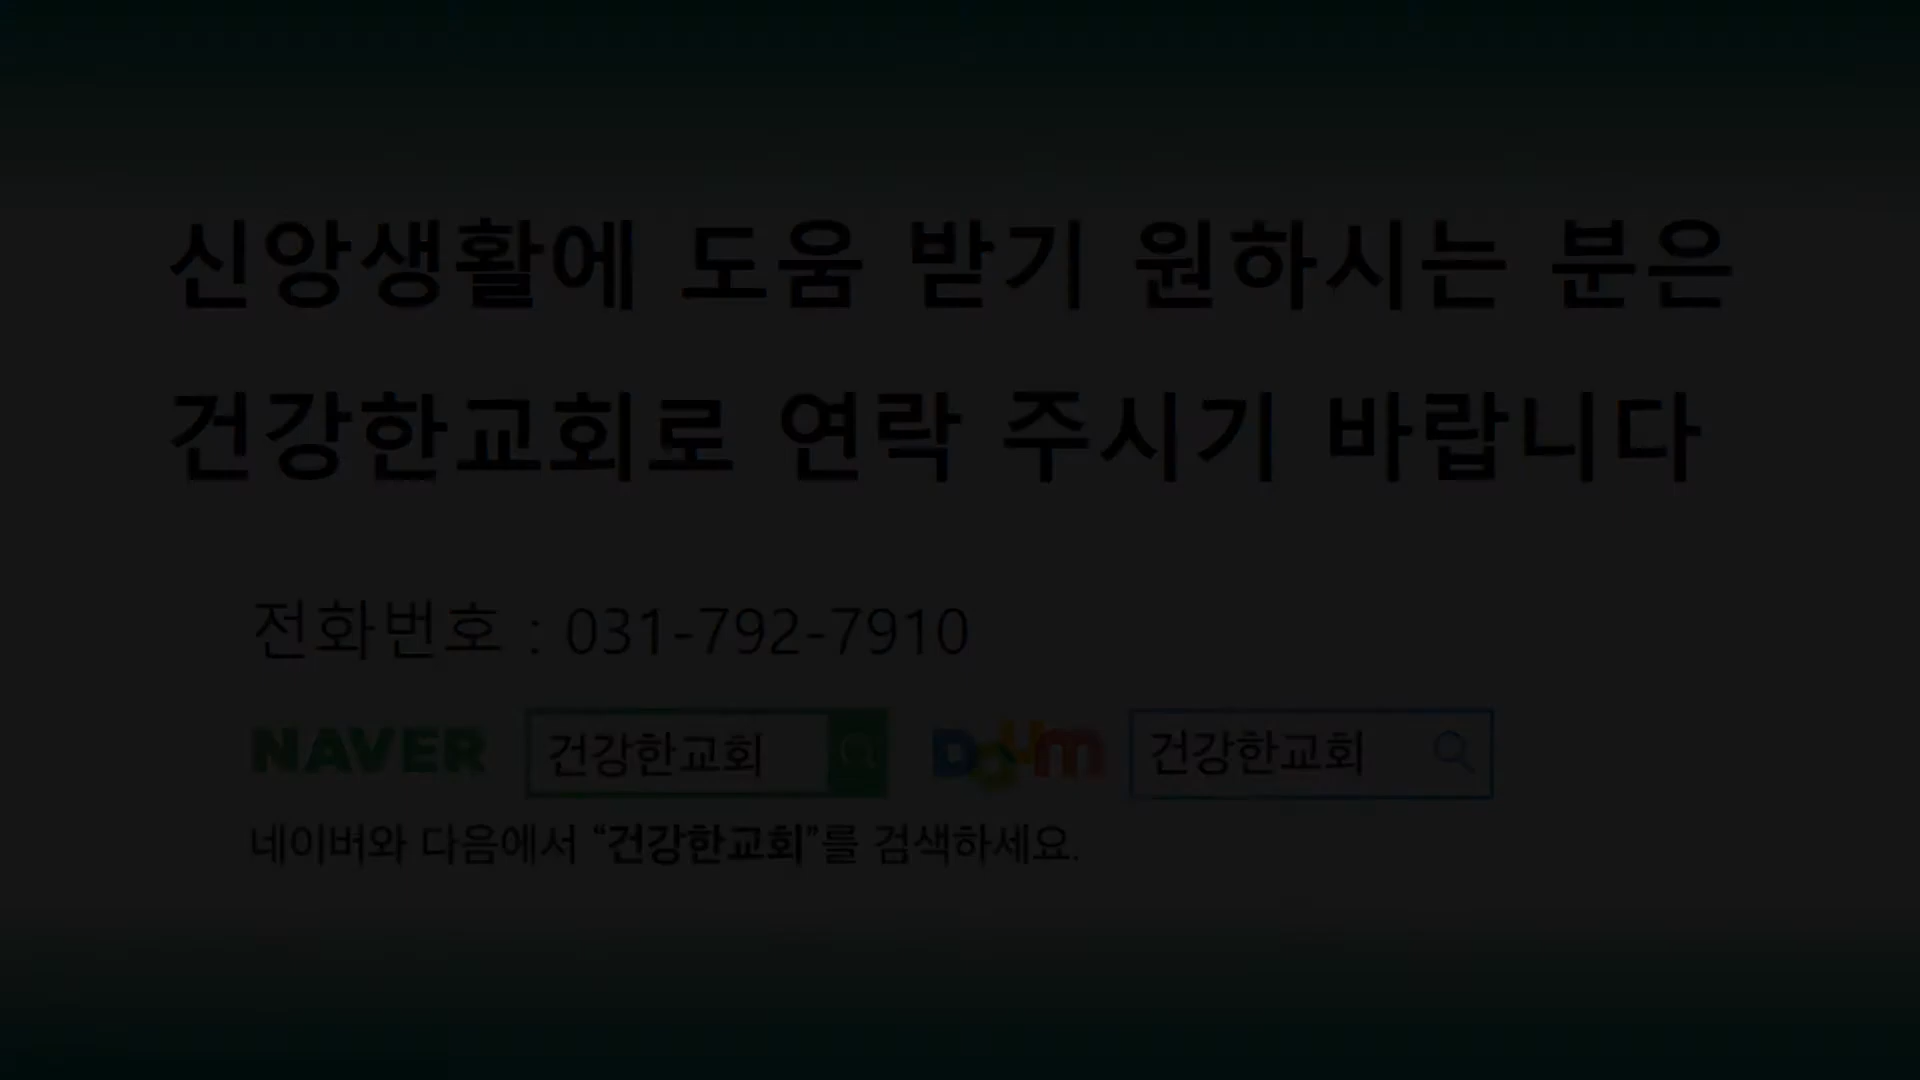 신앙생활에 도움 받기 원하시는 분은
건강한교회로 연락 주시기 바랍니다
전화번호 : 031-792-7910
NAVER 건강한교회 Daum 건강한교회
네이버와 다음에서 “건강한교회”를 검색하세요.